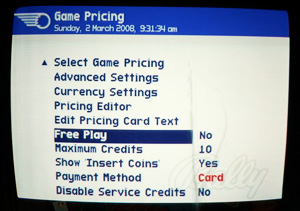 Game Pricing
Sunday, 2 March 2008, 9:31:34 am
Select Game Pricing
Advanced Settings
Currency Settings
Pricing Editor
Edit Pricing Card Text
Free Play No
Maximum Credits 10
Show 'Insert Coins' Yes
Payment Method Card
Disable Service Credits No